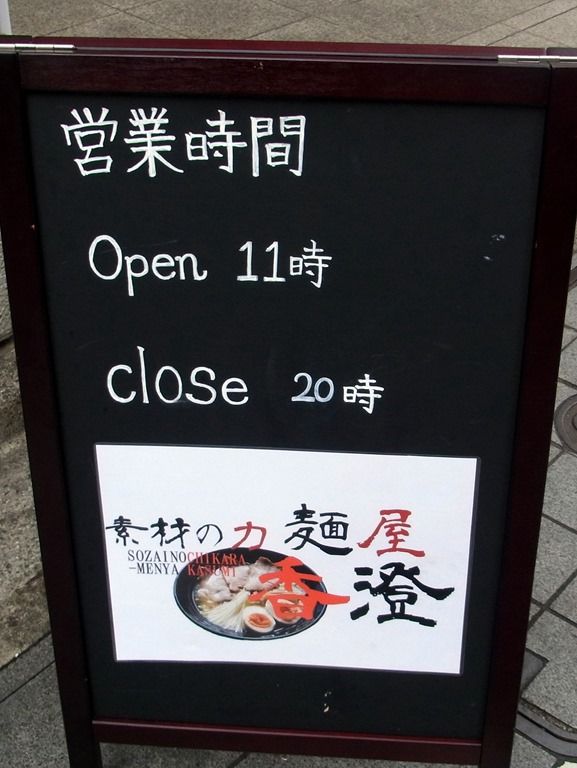 営業時間
Open 11時
close 20時
素材の力 麺屋
SOZAINOCHIKARA
-MENYA KASUMI
香澄